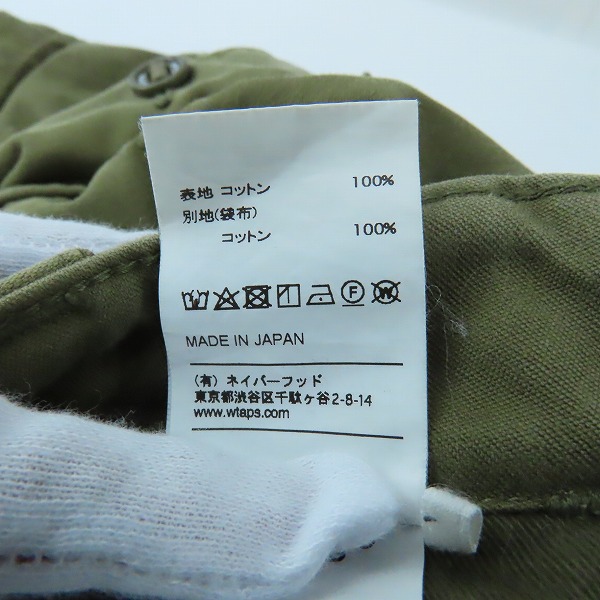 表地 コットン 100%
別地(袋布)
コットン 100%
MADE IN JAPAN
(有) ネイバーフッド
東京都渋谷区千駄ヶ谷2-8-14
www.wtaps.com